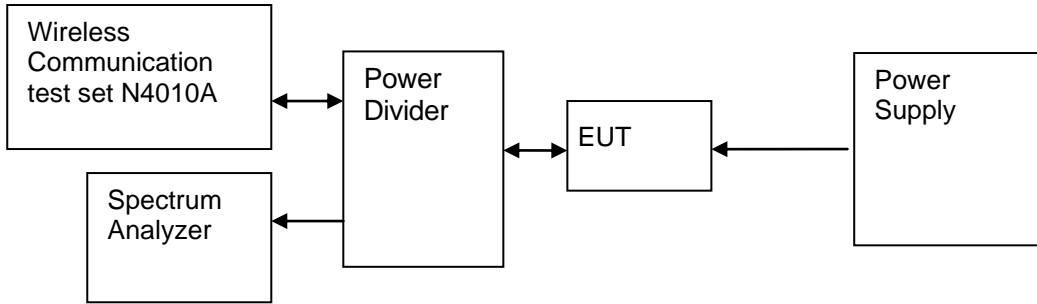 Wireless
Communication
test set N4010A
Power
Divider
EUT
Power
Supply
Spectrum
Analyzer